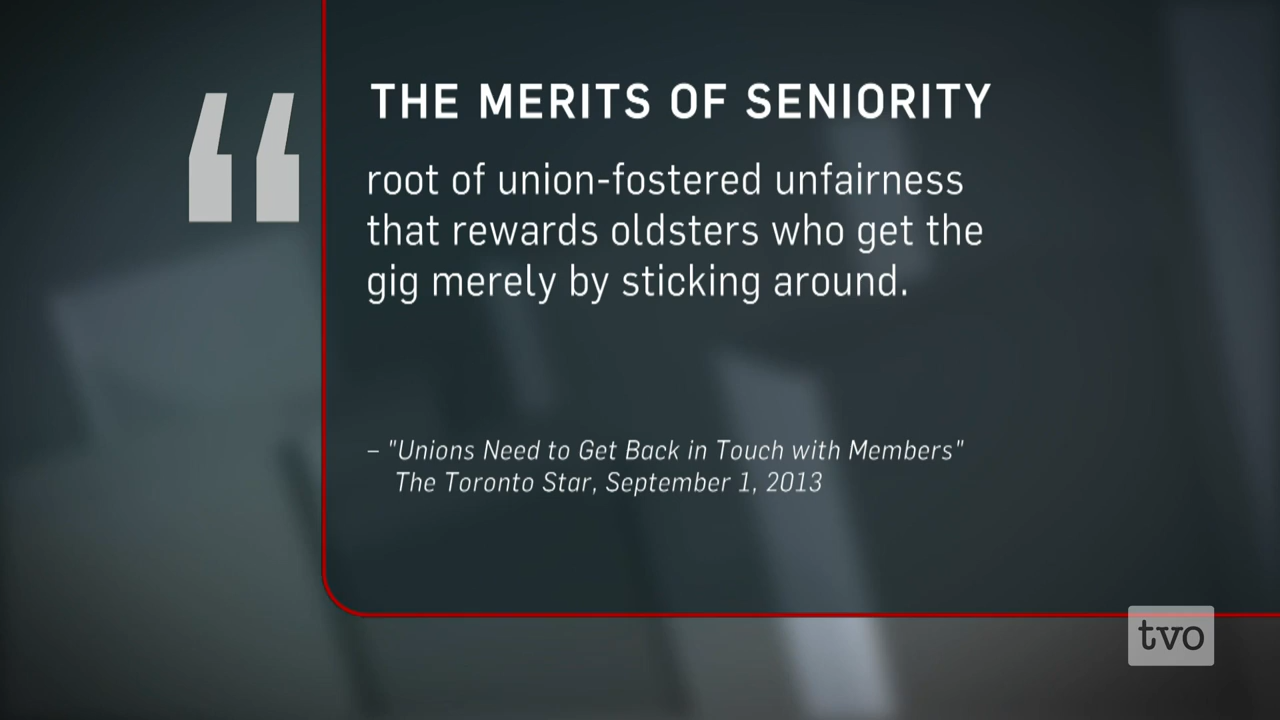 “
THE MERITS OF SENIORITY
root of union-fostered unfairness
that rewards oldsters who get the
gig merely by sticking around.
– "Unions Need to Get Back in Touch with Members"
The Toronto Star, September 1, 2013
tvo